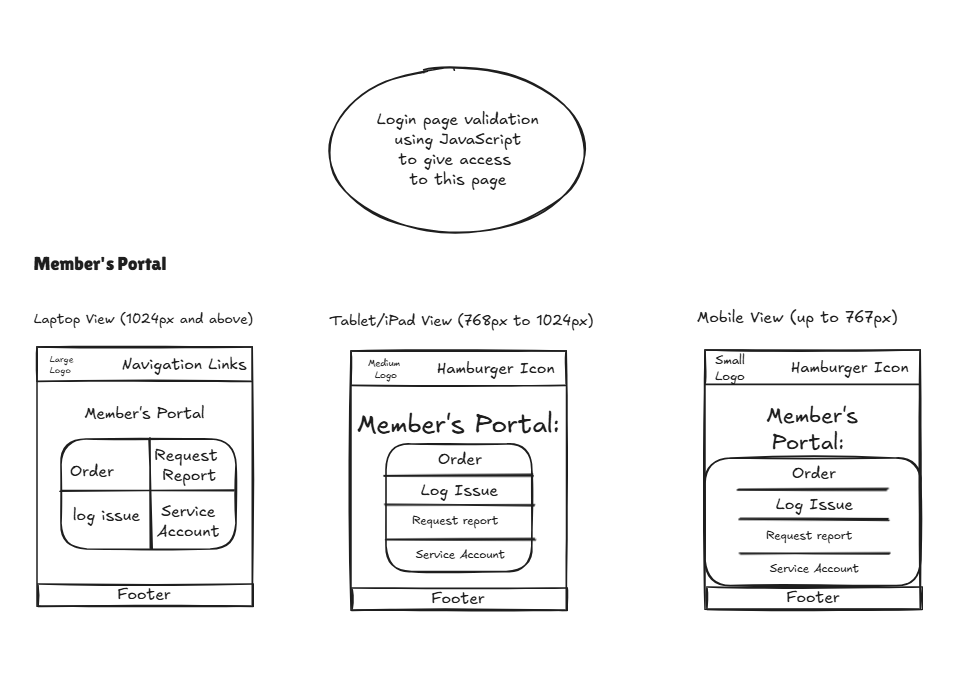 Login page validation
using JavaScript
to give access
to this page
Member's Portal
Laptop View (1024px and above)
Large
Logo
Navigation Links
Member's Portal
Order
Request
Report
log issue
Service
Account
Footer
Tablet/iPad View (768px to 1024px)
Medium
Logo
Hamburger Icon
Member's Portal:
Order
Log Issue
Request report
Service Account
Footer
Mobile View (up to 767px)
Small
Logo
Hamburger Icon
Member's
Portal:
Order
Log Issue
Request report
Service Account
Footer